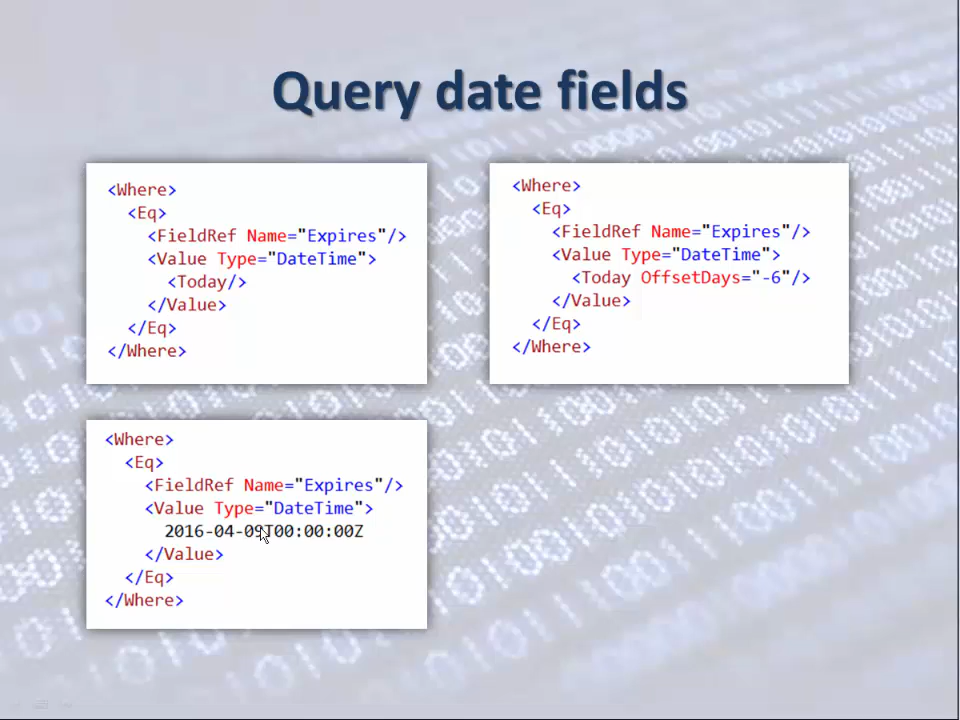 Query date fields
<Where>
<Eq>
<FieldRef Name="Expires"/>
<Value Type="DateTime">
<Today/>
</Value>
</Eq>
</Where>
<Where>
<Eq>
<FieldRef Name="Expires"/>
<Value Type="DateTime">
<Today OffsetDays="-6"/>
</Value>
</Eq>
</Where>
<Where>
<Eq>
<FieldRef Name="Expires"/>
<Value Type="DateTime">
2016-04-09T00:00:00Z
</Value>
</Eq>
</Where>